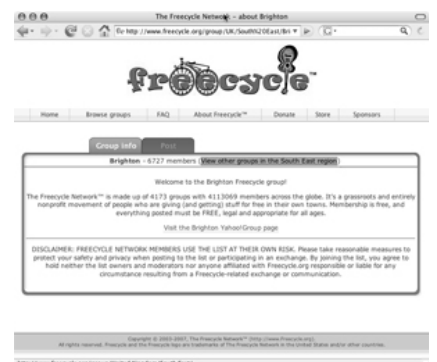 The Freecycle Network - about Brighton
http://www.freecycle.org/group/UK/South%20East/Bri
freecycle™
Home Browse groups FAQ About Freecycle™ Donate Store Sponsors
Group info Post
Brighton - 6727 members (View other groups in the South East region)
Welcome to the Brighton Freecycle group!
The Freecycle Network™ is made up of 4173 groups with 4113069 members across the globe. It's a grassroots and entirely
nonprofit movement of people who are giving (and getting) stuff for free in their own towns. Membership is free, and
everything posted must be FREE, legal and appropriate for all ages.
Visit the Brighton Yahoo!Group page
DISCLAIMER: FREECYCLE NETWORK MEMBERS USE THE LIST AT THEIR OWN RISK. Please take reasonable measures to
protect your safety and privacy when posting to the list or participating in an exchange. By joining the list, you agree to
hold neither the list owners and moderators nor anyone affiliated with Freecycle.org responsible or liable for any
circumstance resulting from a Freecycle-related exchange or communication.
Copyright © 2003-2007, The Freecycle Network™ (http://www.freecycle.org).
All rights reserved. Freecycle and the Freecycle logo are trademarks of The Freecycle Network in the United States and/or other countries.